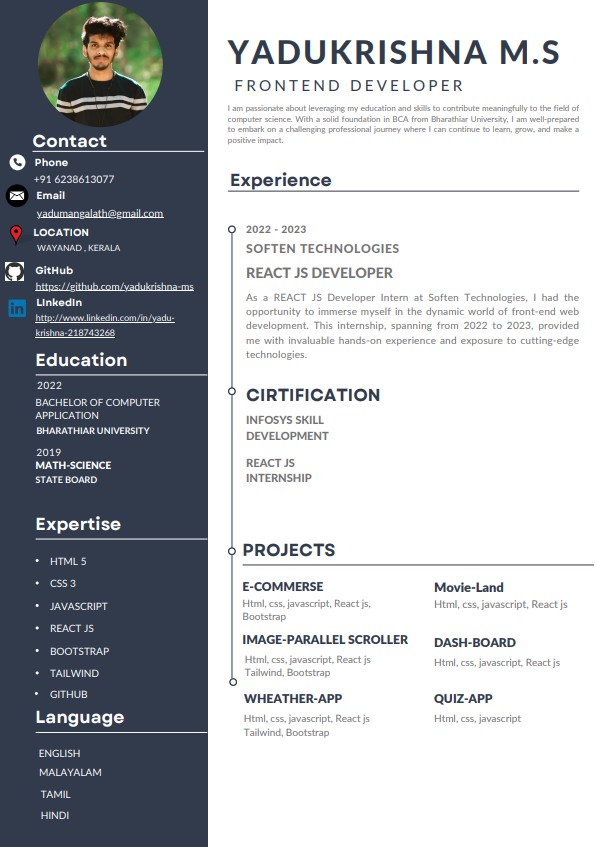 YADUKRISHNA M.S
FRONTEND DEVELOPER
I am passionate about leveraging my education and skills to contribute meaningfully to the field of
computer science. With a solid foundation in BCA from Bharathiar University, I am well-prepared
to embark on a challenging professional journey where I can continue to learn, grow, and make a
positive impact.
Contact
Phone
+91 6238613077
Email
yadumangalath@gmail.com
LOCATION
WAYANAD , KERALA
GitHub
https://github.com/yadukrishna-ms
LInkedin
http://www.linkedin.com/in/yadu-
krishna-218743268
Education
2022
BACHELOR OF COMPUTER
APPLICATION
BHARATHIAR UNIVERSITY
2019
MATH-SCIENCE
STATE BOARD
Expertise
• HTML 5
• CSS 3
• JAVASCRIPT
• REACT JS
• BOOTSTRAP
• TAILWIND
• GITHUB
Language
ENGLISH
MALAYALAM
TAMIL
HINDI
Experience
2022 - 2023
SOFTEN TECHNOLOGIES
REACT JS DEVELOPER
As a REACT JS Developer Intern at Soften Technologies, I had the
opportunity to immerse myself in the dynamic world of front-end web
development. This internship, spanning from 2022 to 2023, provided
me with invaluable hands-on experience and exposure to cutting-edge
technologies.
CIRTIFICATION
INFOSYS SKILL
DEVELOPMENT
REACT JS
INTERNSHIP
PROJECTS
E-COMMERSE
Html, css, javascript, React js,
Bootstrap
Movie-Land
Html, css, javascript, React js
IMAGE-PARALLEL SCROLLER
Html, css, javascript, React js
Tailwind, Bootstrap
DASH-BOARD
Html, css, javascript, React js
WHEATHER-APP
Html, css, javascript, React js
Tailwind, Bootstrap
QUIZ-APP
Html, css, javascript